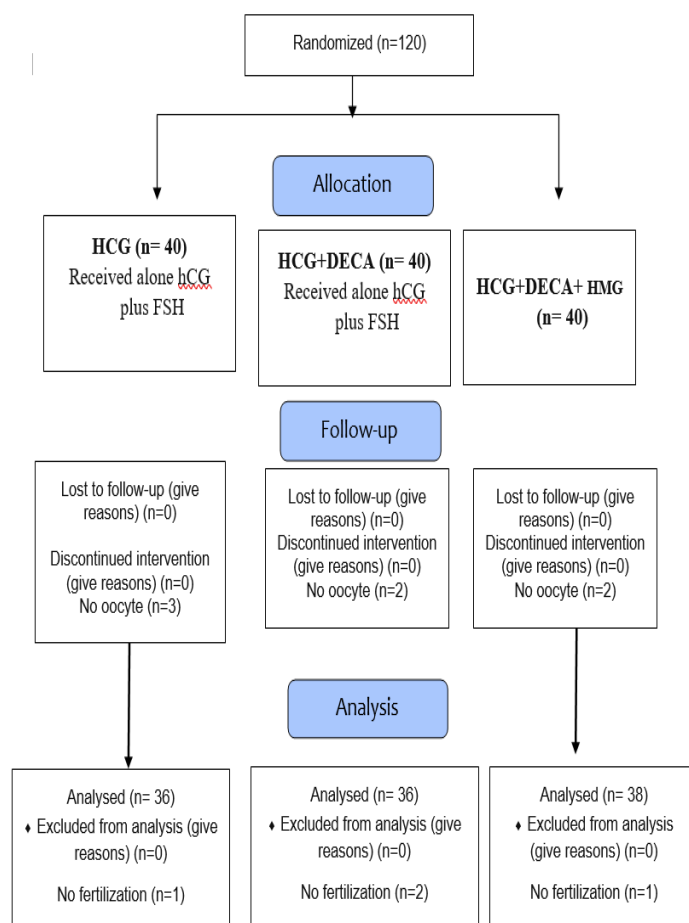 Randomized (n=120)
Allocation
HCG (n= 40)
Received alone hCG
plus FSH
HCG+DECA (n= 40)
Received alone hCG
plus FSH
HCG+DECA+ HMG
(n= 40)
Follow-up
Lost to follow-up (give
reasons) (n=0)
Discontinued intervention
(give reasons) (n=0)
No oocyte (n=3)
Lost to follow-up (give
reasons) (n=0)
Discontinued intervention
(give reasons) (n=0)
No oocyte (n=2)
Lost to follow-up (give
reasons) (n=0)
Discontinued intervention
(give reasons) (n=0)
No oocyte (n=2)
Analysis
Analysed (n= 36)
♦ Excluded from analysis (give
reasons) (n=0)
No fertilization (n=1)
Analysed (n= 36)
♦ Excluded from analysis (give
reasons) (n=0)
No fertilization (n=2)
Analysed (n= 38)
♦ Excluded from analysis
(give reasons) (n=0)
No fertilization (n=1)